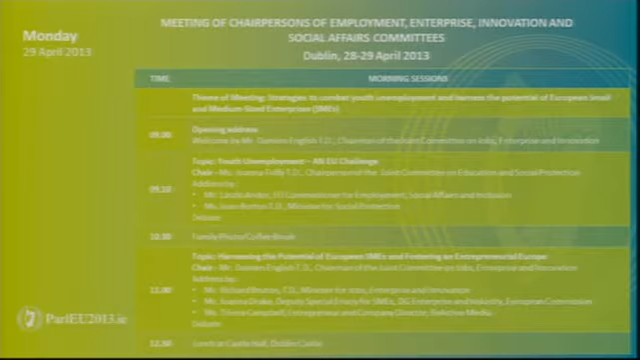 Monday
29 April 2013
MEETING OF CHAIRPERSONS OF EMPLOYMENT, ENTERPRISE, INNOVATION AND
SOCIAL AFFAIRS COMMITTEES
Dublin, 28-29 April 2013
TIME MORNING SESSIONS
Theme of Meeting: Strategies to combat youth unemployment and harness the potential of European Small
and Medium Sized Enterprises (SMEs)
09.00 Opening address
Welcome by Mr. Damien English T.D., Chairman of the Joint Committee on Jobs, Enterprise and Innovation
09.10 Topic: Youth Unemployment – AN EU Challenge
Chair - Ms. Joanna Tuffy T.D., Chairperson of the Joint Committee on Education and Social Protection
Address by:
• Mr. László Andor, EU Commissioner for Employment, Social Affairs and Inclusion
• Ms. Joan Burton T.D., Minister for Social Protection
Debate
10.30 Family Photo/Coffee Break
11.00 Topic: Harnessing the Potential of European SMEs and Fostering an Entrepreneurial Europe
Chair - Mr. Damien English T.D., Chairman of the Joint Committee on Jobs, Enterprise and Innovation
Address by:
• Mr. Richard Bruton, T.D., Minister for Jobs, Enterprise and Innovation
• Ms. Joanna Drake, Deputy Special Envoy for SMEs, DG Enterprise and Industry, European Commission
• Ms. Campbell, Entrepreneur and Company Director, Media
Debate
12.30 Lunch at Castle Hall, Dublin Castle
ParlEU2013.ie